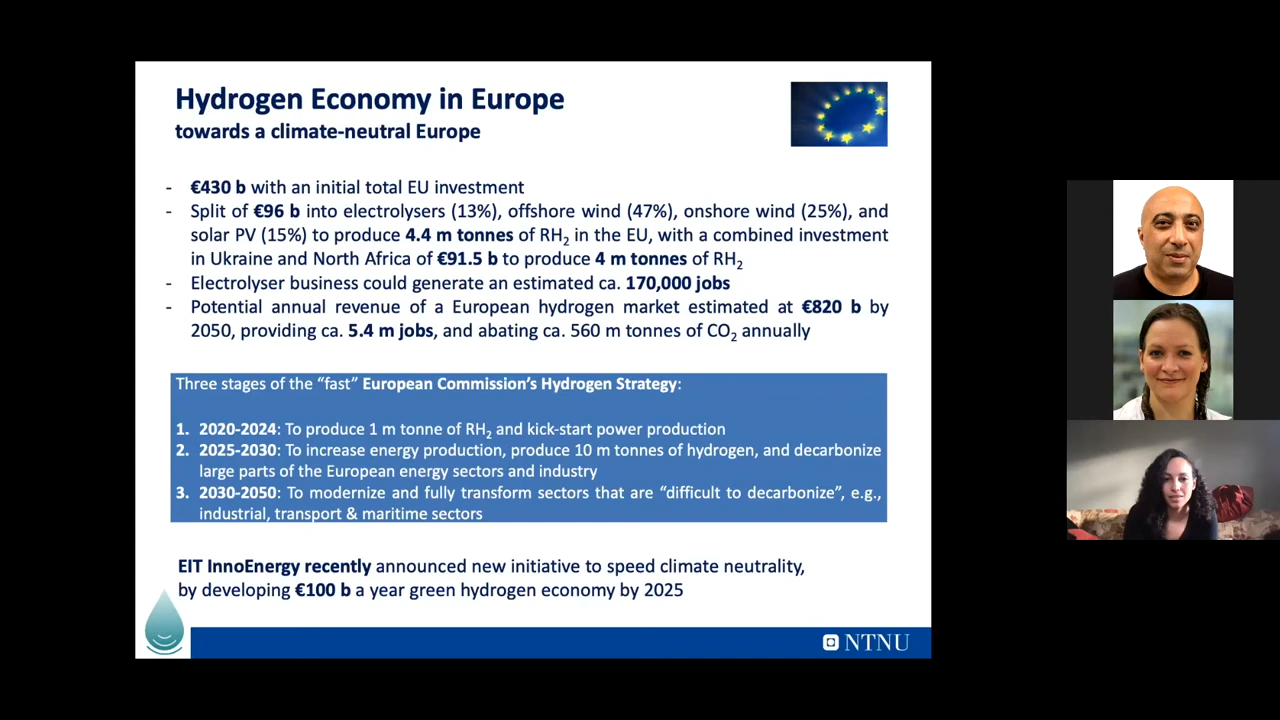 Hydrogen Economy in Europe
towards a climate-neutral Europe
- €430 b with an initial total EU investment
- Split of €96 b into electrolysers (13%), offshore wind (47%), onshore wind (25%), and
solar PV (15%) to produce 4.4 m tonnes of RH₂ in the EU, with a combined investment
in Ukraine and North Africa of €91.5 b to produce 4 m tonnes of RH₂
- Electrolyser business could generate an estimated ca. 170,000 jobs
- Potential annual revenue of a European hydrogen market estimated at €820 b by
2050, providing ca. 5.4 m jobs, and abating ca. 560 m tonnes of CO₂ annually
Three stages of the “fast” European Commission’s Hydrogen Strategy:
1. 2020-2024: To produce 1 m tonne of RH₂ and kick-start power production
2. 2025-2030: To increase energy production, produce 10 m tonnes of hydrogen, and decarbonize
large parts of the European energy sectors and industry
3. 2030-2050: To modernize and fully transform sectors that are “difficult to decarbonize”, e.g.,
industrial, transport & maritime sectors
EIT InnoEnergy recently announced new initiative to speed climate neutrality,
by developing €100 b a year green hydrogen economy by 2025
NTNU